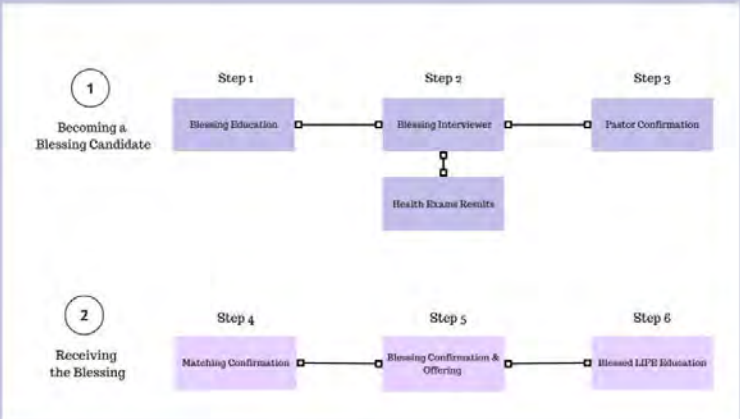 1
Becoming a
Blessing Candidate
Step 1
Step 2
Step 3
Blessing Education
Blessing Interviewer
Pastor Confirmation
Health Exams Results
2
Receiving
the Blessing
Step 4
Step 5
Step 6
Matching Confirmation
Blessing Confirmation &
Offering
Blessed LIFE Education